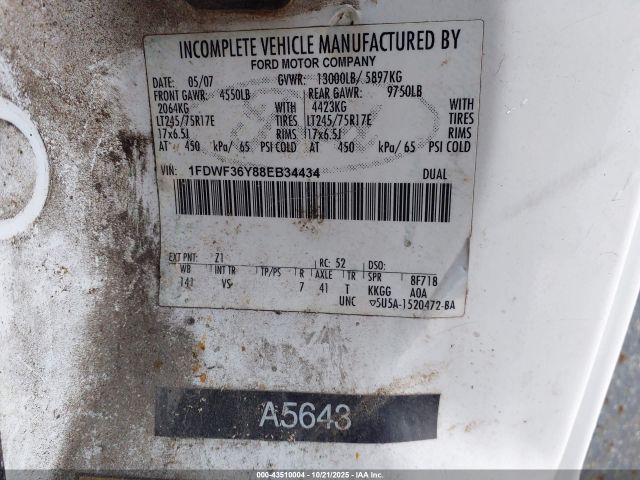 INCOMPLETE VEHICLE MANUFACTURED BY
FORD MOTOR COMPANY
DATE: 05/07 GVWR: 13000LB/ 5897KG
FRONT GAWR: 4550LB REAR GAWR: 9750LB
2064KG WITH 4423KG WITH
LT245/75R17E TIRES LT245/75R17E TIRES
17x6.5J RIMS 17x6.5J RIMS
AT 450 kPa/ 65 PSI COLD AT 450 kPa/ 65 PSI COLD
VIN: 1FDWF36Y88EB34434 DUAL
EXT PNT: Z1 RC: 52 DSO:
WB INT TR TP/PS R AXLE TR SPR 8F71B
141 VS 7 41 T KKGG A0A
UNC 5U5A-1520472-BA
A5643
000-43510004 - 10/21/2025 - IAAI.COM